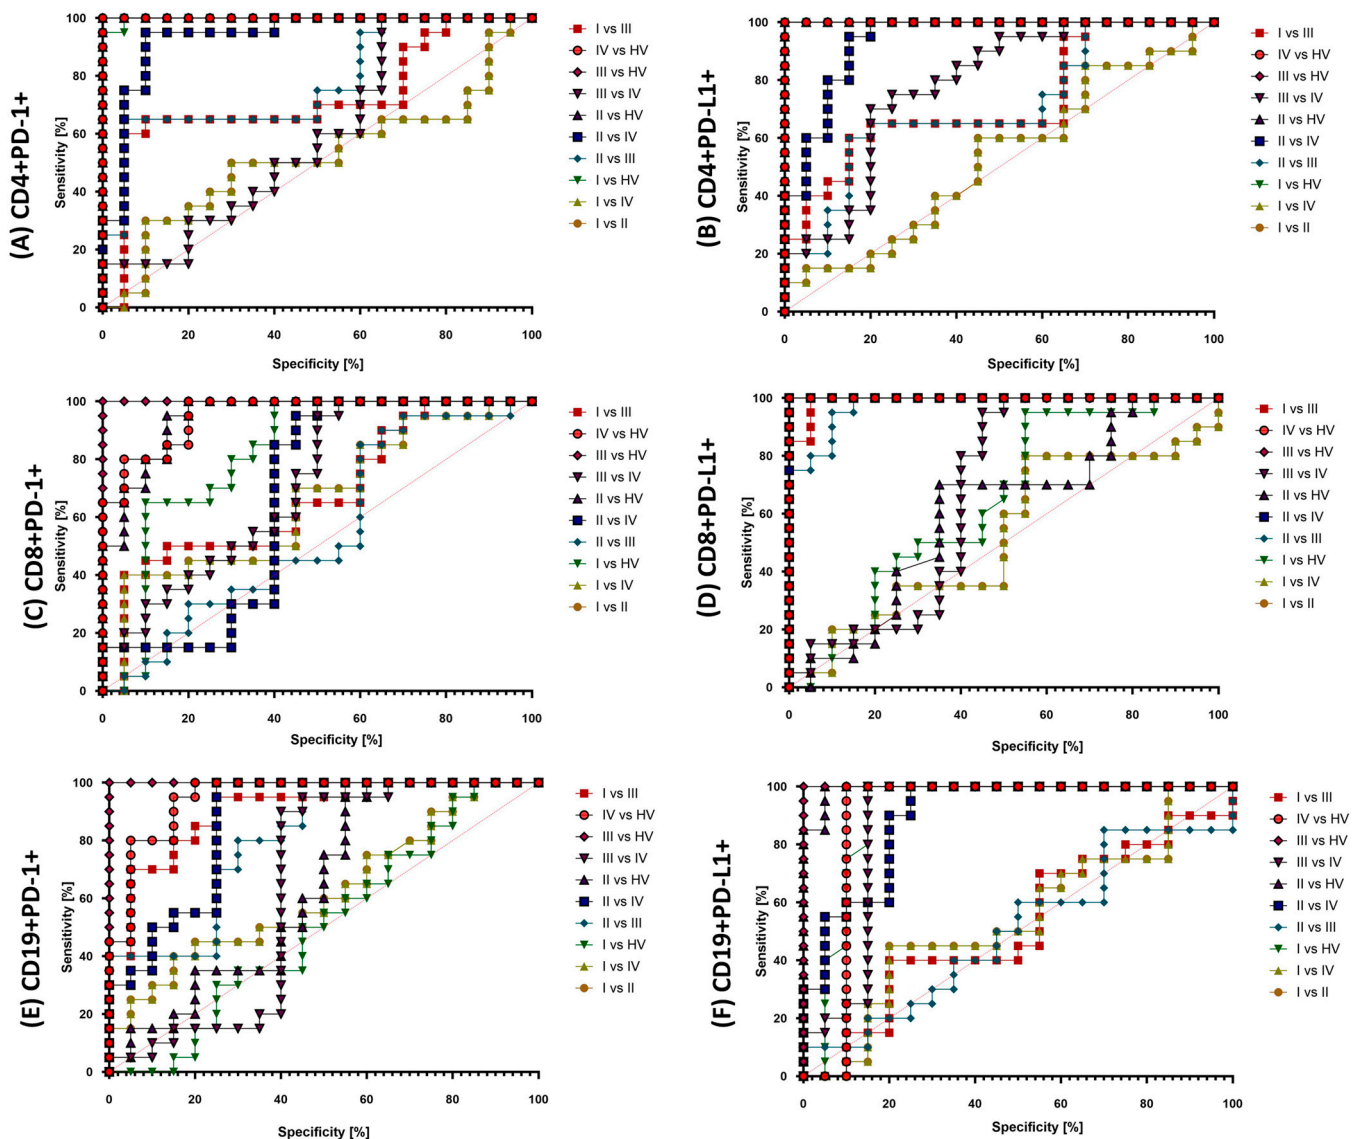 (A) CD4+PD-1+
Sensitivity [%]
100
80
60
40
20
0
0 20 40 60 80 100
Specificity [%]
I vs III
IV vs HV
III vs HV
III vs IV
II vs HV
II vs IV
II vs III
I vs HV
I vs IV
I vs II
(B) CD4+PD-L1+
Sensitivity [%]
100
80
60
40
20
0
0 20 40 60 80 100
Specificity [%]
I vs III
IV vs HV
III vs HV
III vs IV
II vs HV
II vs IV
II vs III
I vs HV
I vs IV
I vs II
(C) CD8+PD-1+
Sensitivity [%]
100
80
60
40
20
0
0 20 40 60 80 100
Specificity [%]
I vs III
IV vs HV
III vs HV
III vs IV
II vs HV
II vs IV
II vs III
I vs HV
I vs IV
I vs II
(D) CD8+PD-L1+
Sensitivity [%]
100
80
60
40
20
0
0 20 40 60 80 100
Specificity [%]
I vs III
IV vs HV
III vs HV
III vs IV
II vs HV
II vs IV
II vs III
I vs HV
I vs IV
I vs II
(E) CD19+PD-1+
Sensitivity [%]
100
80
60
40
20
0
0 20 40 60 80 100
Specificity [%]
I vs III
IV vs HV
III vs HV
III vs IV
II vs HV
II vs IV
II vs III
I vs HV
I vs IV
I vs II
(F) CD19+PD-L1+
Sensitivity [%]
100
80
60
40
20
0
0 20 40 60 80 100
Specificity [%]
I vs III
IV vs HV
III vs HV
III vs IV
II vs HV
II vs IV
II vs III
I vs HV
I vs IV
I vs II